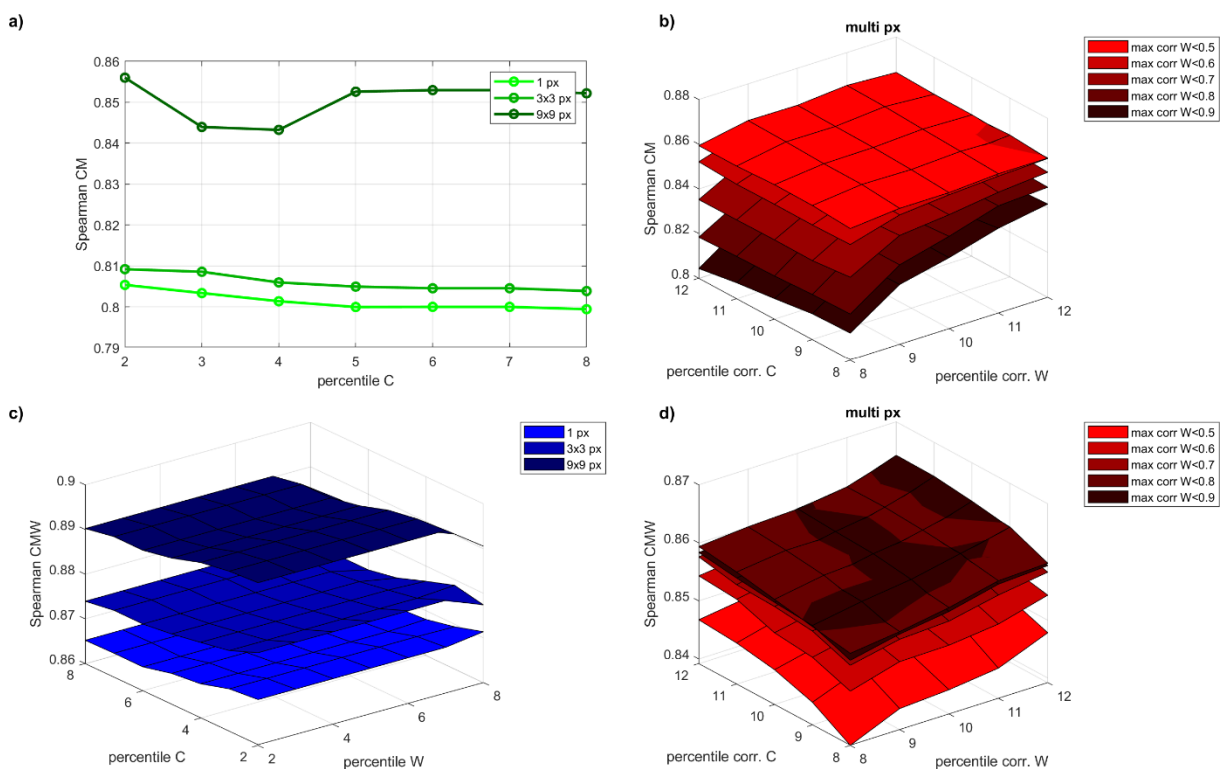 a)
0.86
0.85
0.84
0.83
0.82
0.81
0.8
0.79
Spearman CM
2 3 4 5 6 7 8
percentile C
1 px
3x3 px
9x9 px
b)
multi px
0.88
0.86
0.84
0.82
0.8
Spearman CM
12
11
10
9
8
percentile corr. C
8
9
10
11
12
percentile corr. W
max corr W<0.5
max corr W<0.6
max corr W<0.7
max corr W<0.8
max corr W<0.9
c)
0.9
0.89
0.88
0.87
0.86
Spearman CMW
8
6
4
2
percentile C
2
4
6
8
percentile W
1 px
3x3 px
9x9 px
d)
multi px
0.87
0.86
0.85
0.84
Spearman CMW
12
11
10
9
8
percentile corr. C
8
9
10
11
12
percentile corr. W
max corr W<0.5
max corr W<0.6
max corr W<0.7
max corr W<0.8
max corr W<0.9